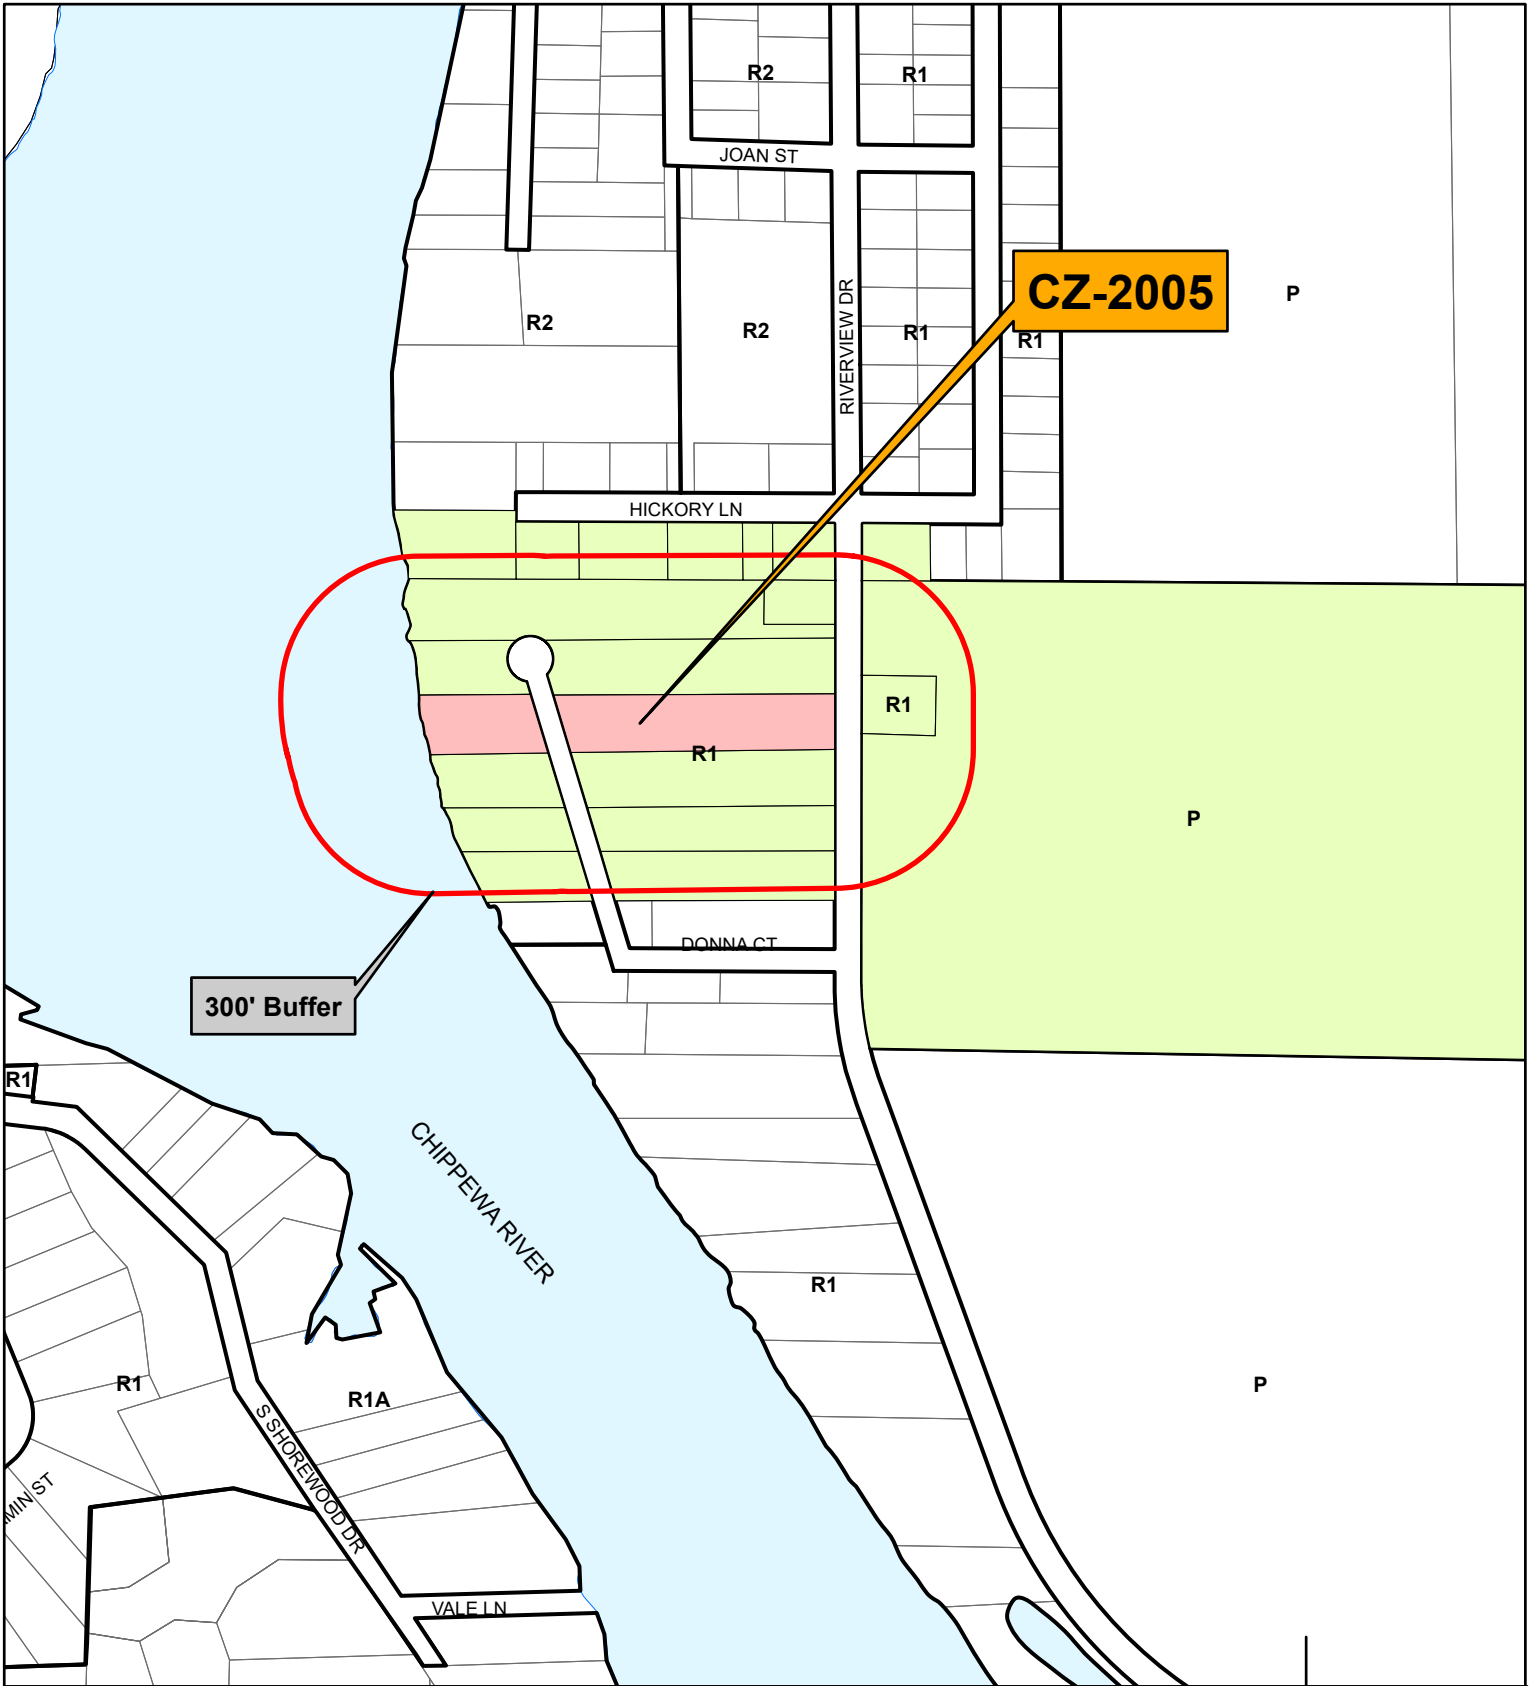 R2
R1
JOAN ST
CZ-2005
P
R2
R2
RIVERVIEW DR
R1
R1
HICKORY LN
R1
R1
P
DONNA CT
300' Buffer
R1
CHIPPEWA RIVER
R1
R1
R1A
P
S SHOREWOOD DR
MIN ST
VALE LN